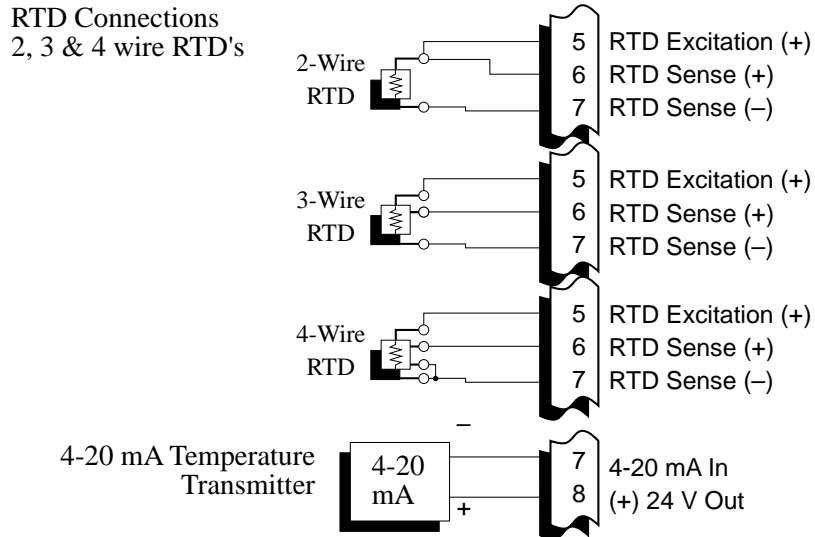 RTD Connections
2, 3 & 4 wire RTD's
2-Wire
RTD
5 RTD Excitation (+)
6 RTD Sense (+)
7 RTD Sense (–)
3-Wire
RTD
5 RTD Excitation (+)
6 RTD Sense (+)
7 RTD Sense (–)
4-Wire
RTD
5 RTD Excitation (+)
6 RTD Sense (+)
7 RTD Sense (–)
4-20 mA Temperature
Transmitter
4-20
mA
–
+
7 4-20 mA In
8 (+) 24 V Out